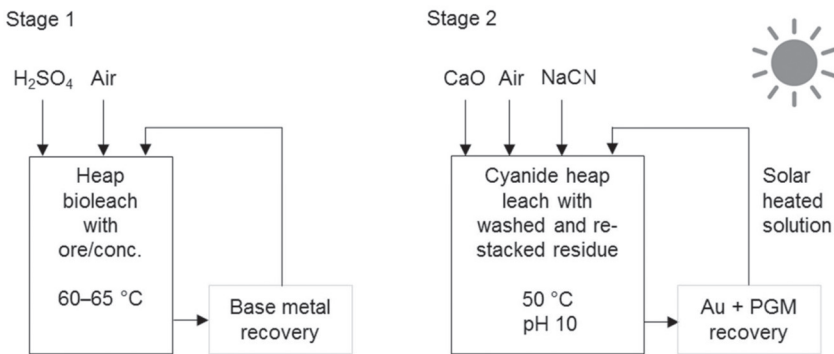 Stage 1
H₂SO₄ Air
Heap
bioleach
with
ore/conc.
60–65 °C
Base metal
recovery
Stage 2
CaO Air NaCN
Cyanide heap
leach with
washed and re-
stacked residue
50 °C
pH 10
Solar
heated
solution
Au + PGM
recovery